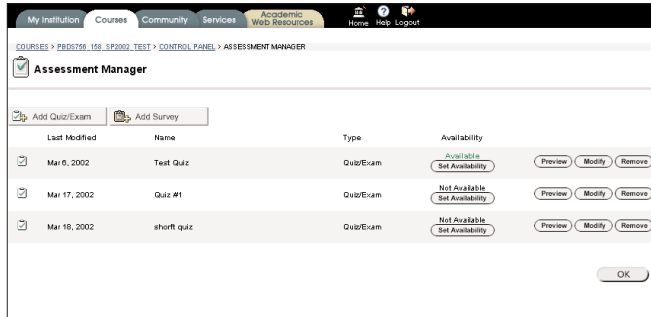 My Institution Courses Community Services Academic Web Resources Home Help Logout
COURSES > PBDS756_158_SP2002_TEST > CONTROL PANEL > ASSESSMENT MANAGER
Assessment Manager
Add Quiz/Exam Add Survey
Last Modified Name Type Availability
Mar 6, 2002 Test Quiz Quiz/Exam Available Set Availability Preview Modify Remove
Mar 17, 2002 Quiz #1 Quiz/Exam Not Available Set Availability Preview Modify Remove
Mar 18, 2002 shorft quiz Quiz/Exam Not Available Set Availability Preview Modify Remove
OK